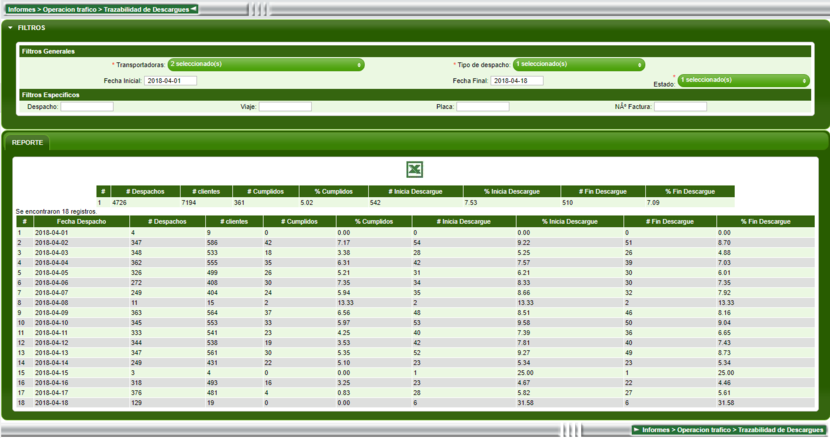 Informes > Operacion trafico > Trazabilidad de Descargues
FILTROS
Filtros Generales
* Transportadoras: 2 seleccionado(s) * Tipo de despacho: 1 seleccionado(s)
Fecha Inicial: 2018-04-01 Fecha Final: 2018-04-18 * Estado: 1 seleccionado(s)
Filtros Especificos
Despacho: Viaje: Placa: NÂº Factura:
REPORTE
# # Despachos # clientes # Cumplidos % Cumplidos # Inicia Descargue % Inicia Descargue # Fin Descargue % Fin Descargue
1 4726 7194 361 5.02 542 7.53 510 7.09
Se encontraron 18 registros
# Fecha Despacho # Despachos # clientes # Cumplidos % Cumplidos # Inicia Descargue % Inicia Descargue # Fin Descargue % Fin Descargue
1 2018-04-01 4 9 0 0.00 0 0.00 0 0.00
2 2018-04-02 347 586 42 7.17 54 9.22 51 8.70
3 2018-04-03 348 533 18 3.38 28 5.25 26 4.88
4 2018-04-04 362 555 35 6.31 42 7.57 39 7.03
5 2018-04-05 326 499 26 5.21 31 6.21 30 6.01
6 2018-04-06 272 408 30 7.35 34 8.33 30 7.35
7 2018-04-07 249 404 24 5.94 35 8.66 32 7.92
8 2018-04-08 11 15 2 13.33 2 13.33 2 13.33
9 2018-04-09 363 564 37 6.56 48 8.51 46 8.16
10 2018-04-10 345 553 33 5.97 53 9.58 50 9.04
11 2018-04-11 333 541 23 4.25 40 7.39 36 6.65
12 2018-04-12 344 538 19 3.53 42 7.81 40 7.43
13 2018-04-13 347 561 30 5.35 52 9.27 49 8.73
14 2018-04-14 249 431 22 5.10 23 5.34 23 5.34
15 2018-04-15 3 4 0 0.00 1 25.00 1 25.00
16 2018-04-16 318 493 16 3.25 23 4.67 22 4.46
17 2018-04-17 376 481 4 0.83 28 5.82 27 5.61
18 2018-04-18 129 19 0 0.00 6 31.58 6 31.58
Informes > Operacion trafico > Trazabilidad de Descargues